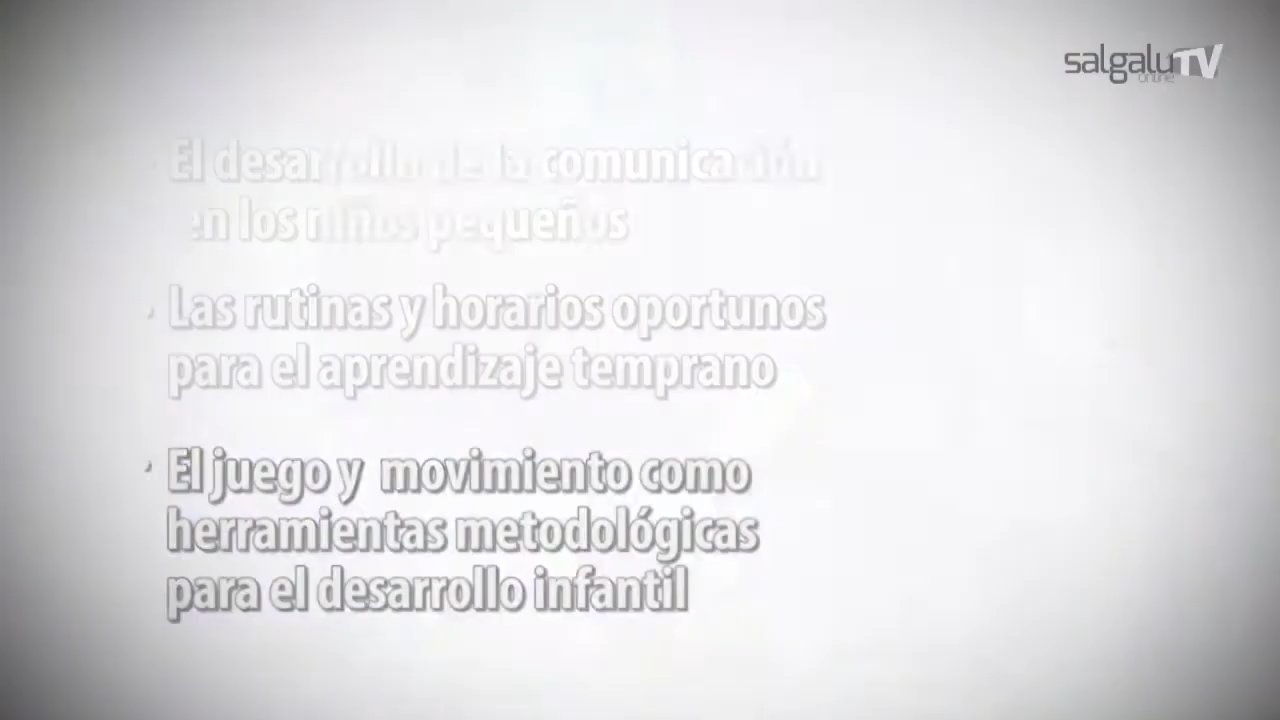 salgaluTV
online
El desarrollo de la comunicación
en los niños pequeños
· Las rutinas y horarios oportunos
para el aprendizaje temprano
· El juego y movimiento como
herramientas metodológicas
para el desarrollo infantil